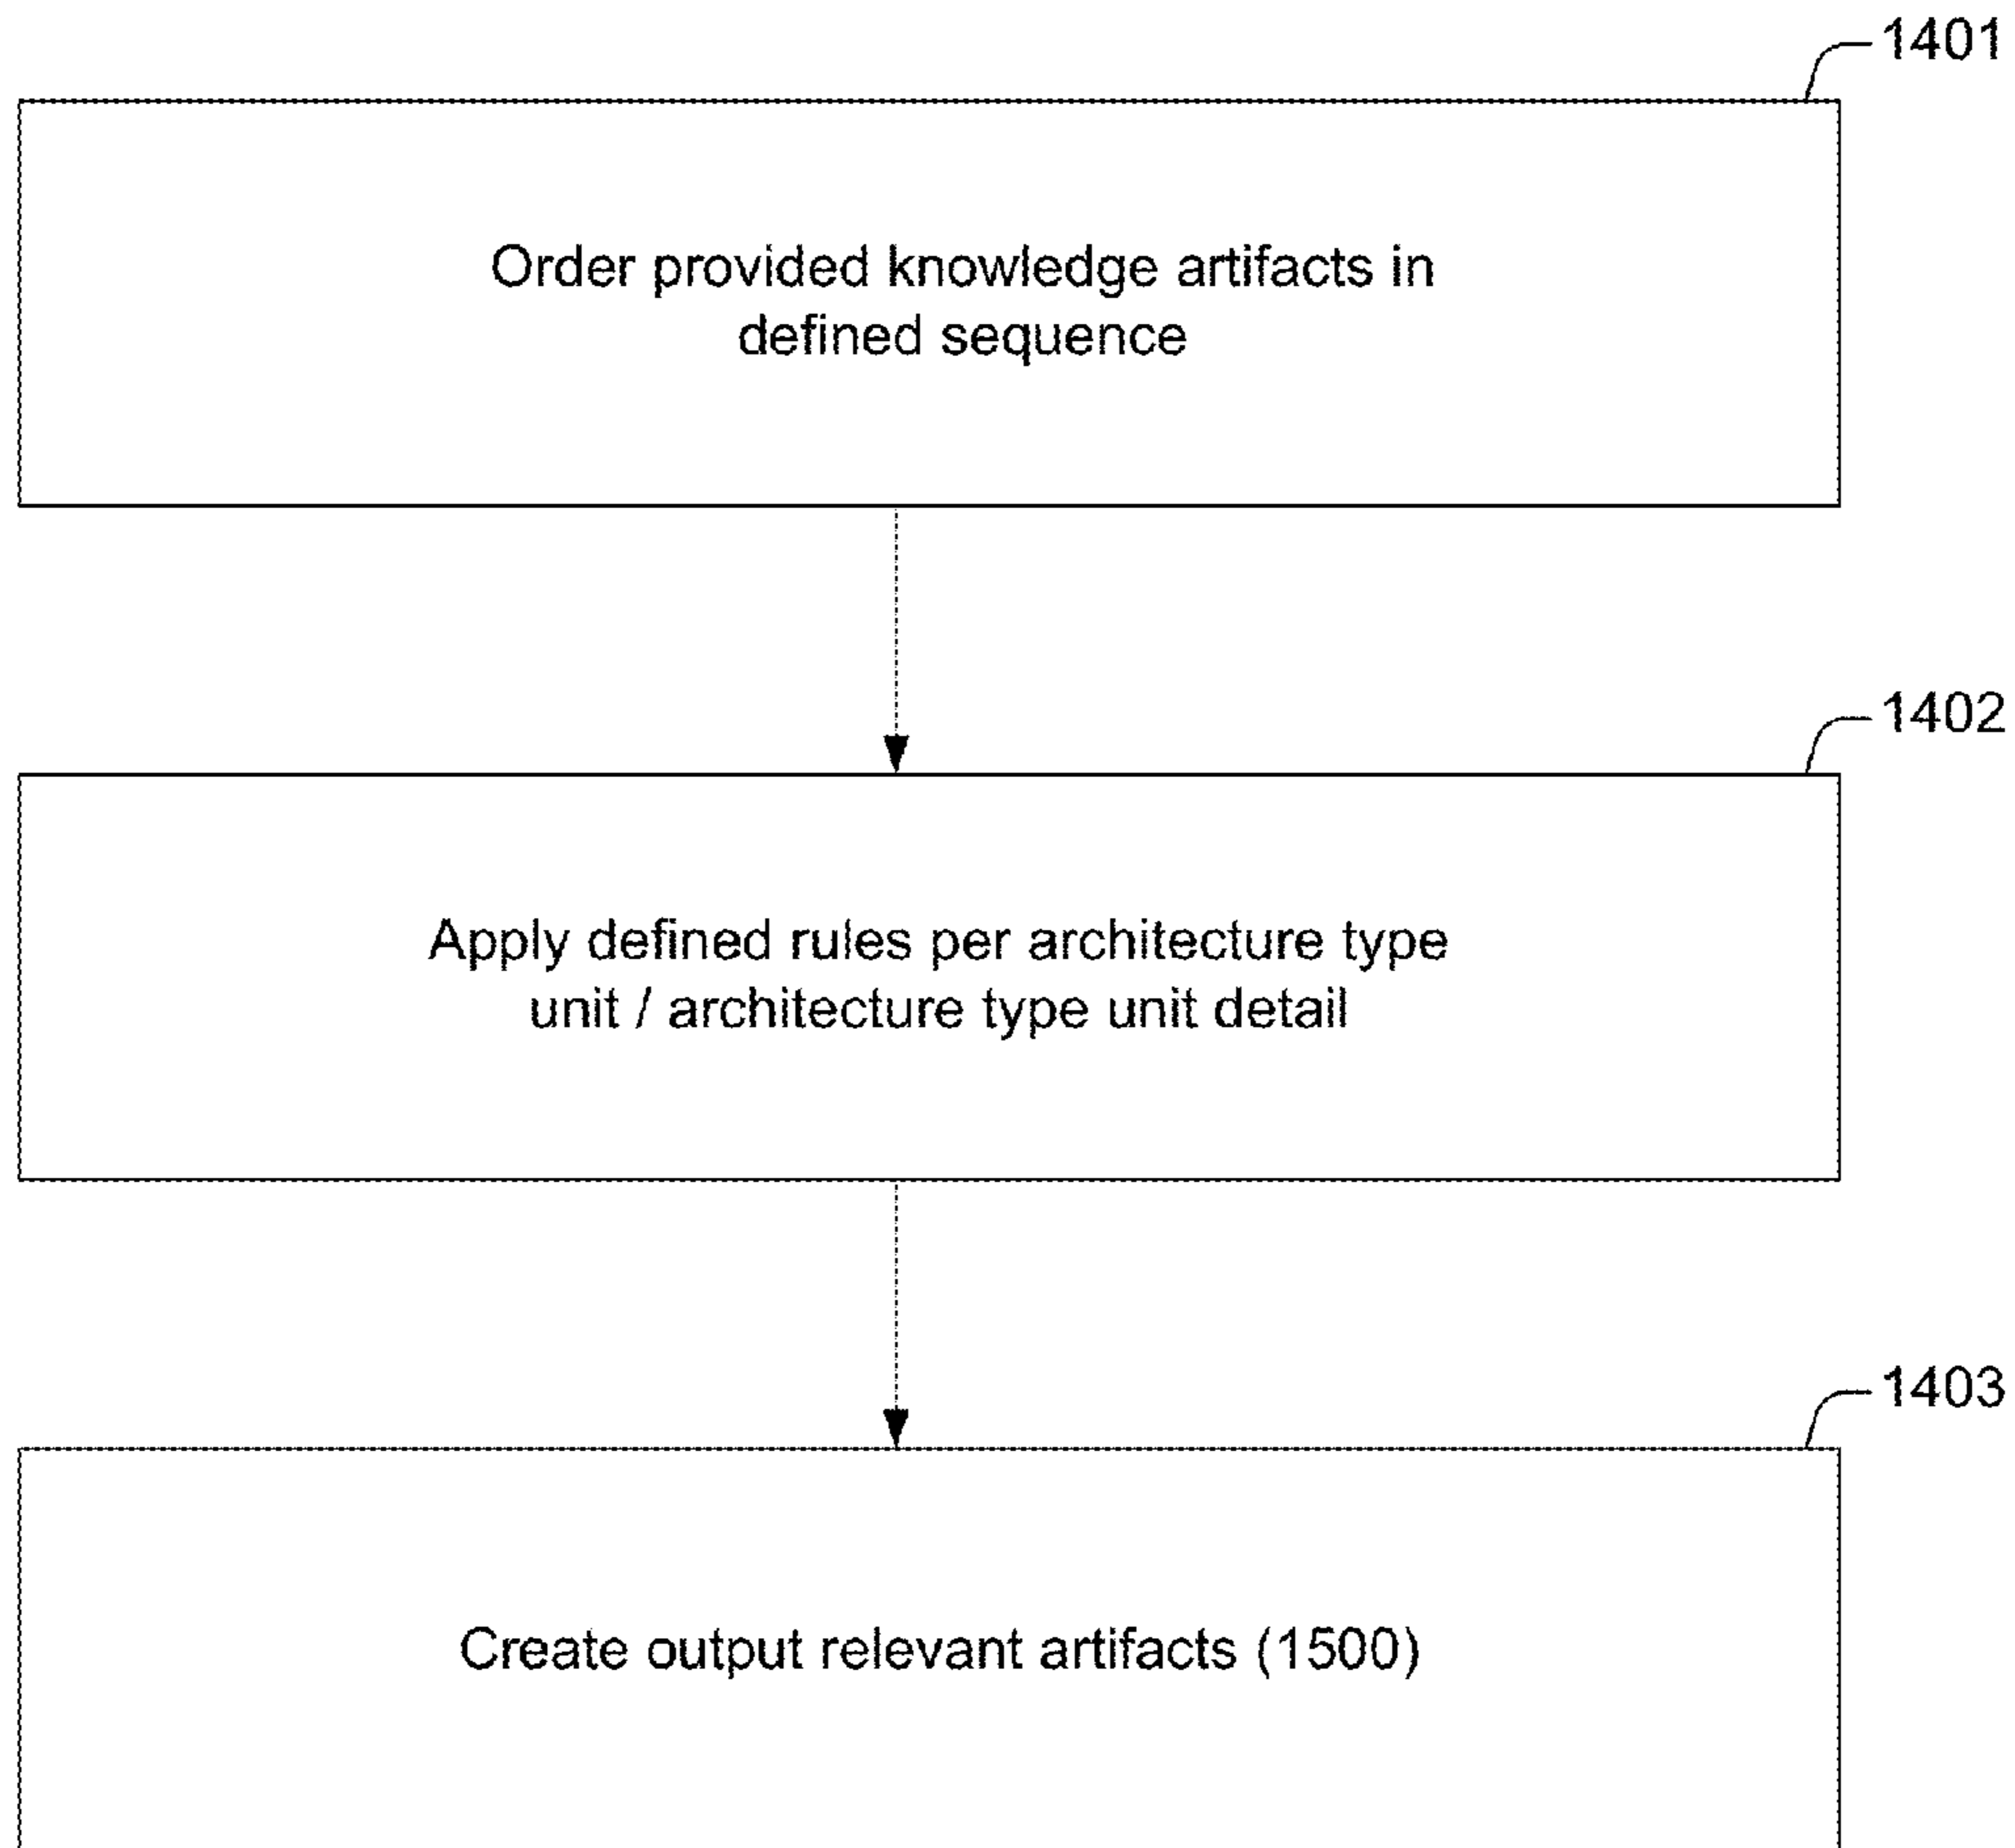 1401
Order provided knowledge artifacts in
defined sequence
1402
Apply defined rules per architecture type
unit / architecture type unit detail
1403
Create output relevant artifacts (1500)